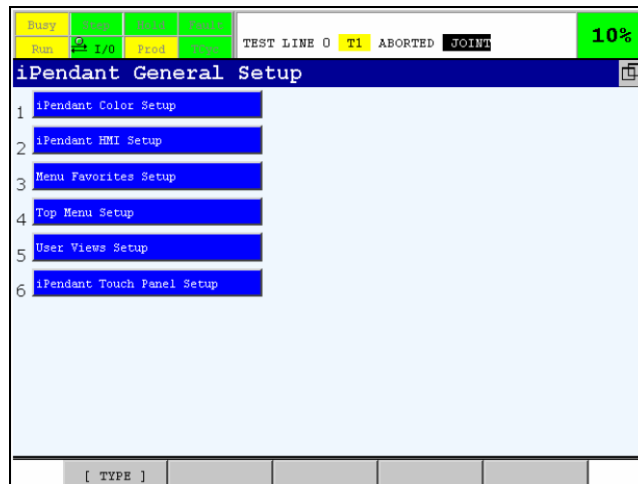 Busy Step Hold Fault
Run I/O Prod TCyc
TEST LINE 0 T1 ABORTED JOINT
10%
iPendant General Setup
1 iPendant Color Setup
2 iPendant HMI Setup
3 Menu Favorites Setup
4 Top Menu Setup
5 User Views Setup
6 iPendant Touch Panel Setup
[ TYPE ]